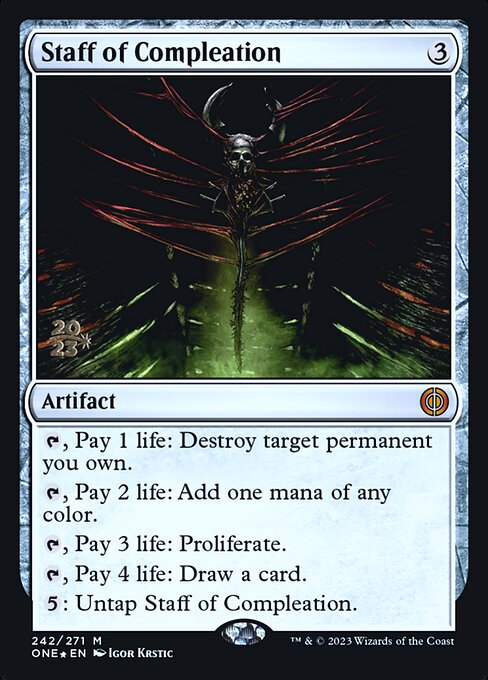 Staff of Compleation 3
20
23
Artifact
, Pay 1 life: Destroy target permanent
you own.
, Pay 2 life: Add one mana of any
color.
, Pay 3 life: Proliferate.
, Pay 4 life: Draw a card.
5: Untap Staff of Compleation.
242/271 M
ONE★EN Igor Krstic
™ & © 2023 Wizards of the Coast